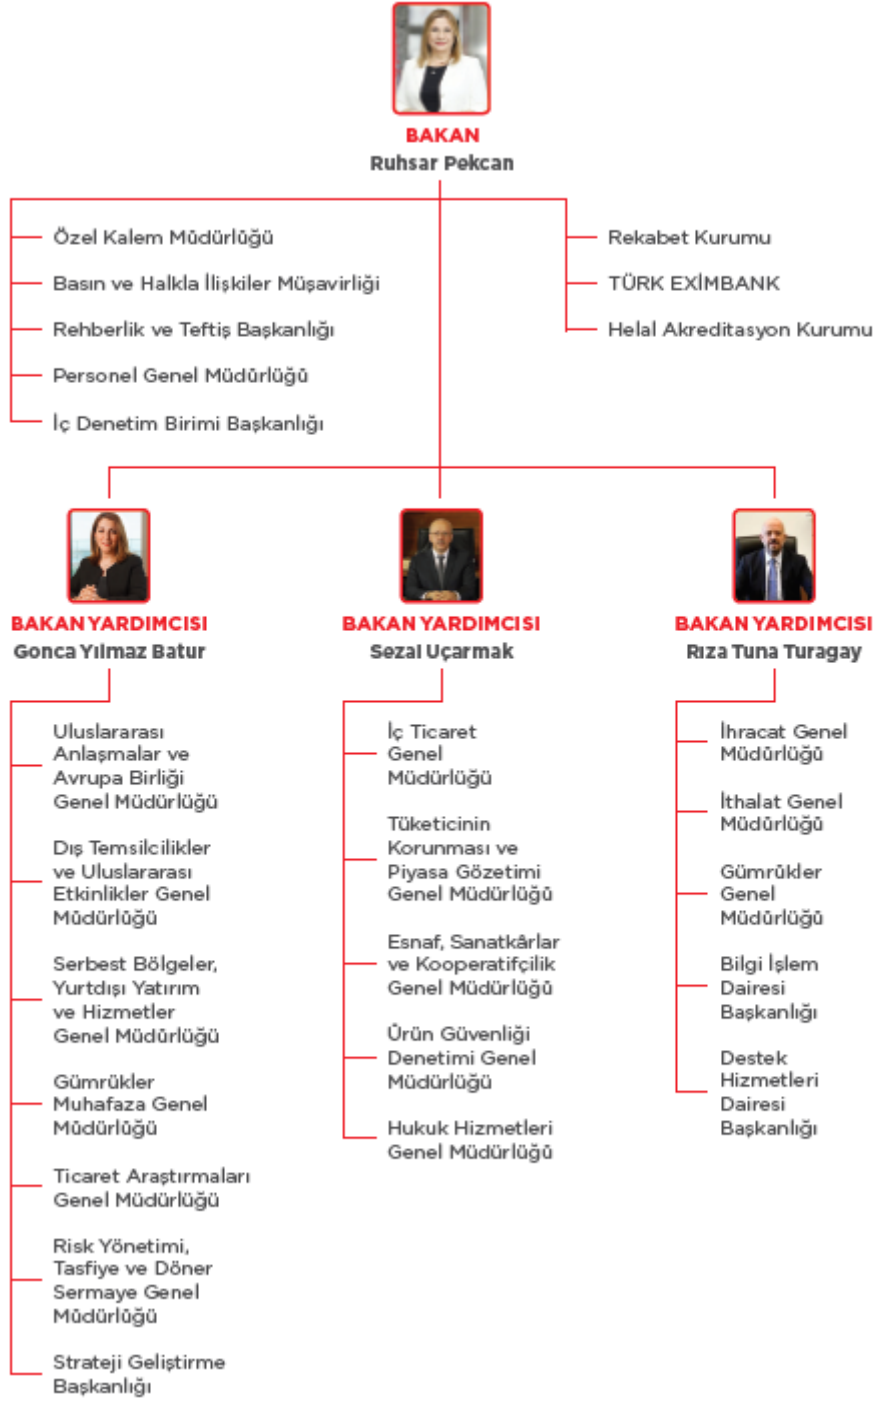 BAKAN
Ruhsar Pekcan
Özel Kalem Müdürlüğü
Basın ve Halkla İlişkiler Müşavirliği
Rehberlik ve Teftiş Başkanlığı
Personel Genel Müdürlüğü
İç Denetim Birimi Başkanlığı
Rekabet Kurumu
TÜRK EXİMBANK
Helal Akreditasyon Kurumu
BAKAN YARDIMCISI
Gonca Yılmaz Batur
Uluslararası
Anlaşmalar ve
Avrupa Birliği
Genel Müdürlüğü
Dış Temsilcilikler
ve Uluslararası
Etkinlikler Genel
Müdürlüğü
Serbest Bölgeler,
Yurtdışı Yatırım
ve Hizmetler
Genel Müdürlüğü
Gümrükler
Muhafaza Genel
Müdürlüğü
Ticaret Araştırmaları
Genel Müdürlüğü
Risk Yönetimi,
Tasfiye ve Döner
Sermaye Genel
Müdürlüğü
Strateji Geliştirme
Başkanlığı
BAKAN YARDIMCISI
Sezai Uçarmak
İç Ticaret
Genel
Müdürlüğü
Tüketicinin
Korunması ve
Piyasa Gözetimi
Genel Müdürlüğü
Esnaf, Sanatkârlar
ve Kooperatifçilik
Genel Müdürlüğü
Ürün Güvenliği
Denetimi Genel
Müdürlüğü
Hukuk Hizmetleri
Genel Müdürlüğü
BAKAN YARDIMCISI
Rıza Tuna Turagay
İhracat Genel
Müdürlüğü
İthalat Genel
Müdürlüğü
Gümrükler
Genel
Müdürlüğü
Bilgi İşlem
Dairesi
Başkanlığı
Destek
Hizmetleri
Dairesi
Başkanlığı